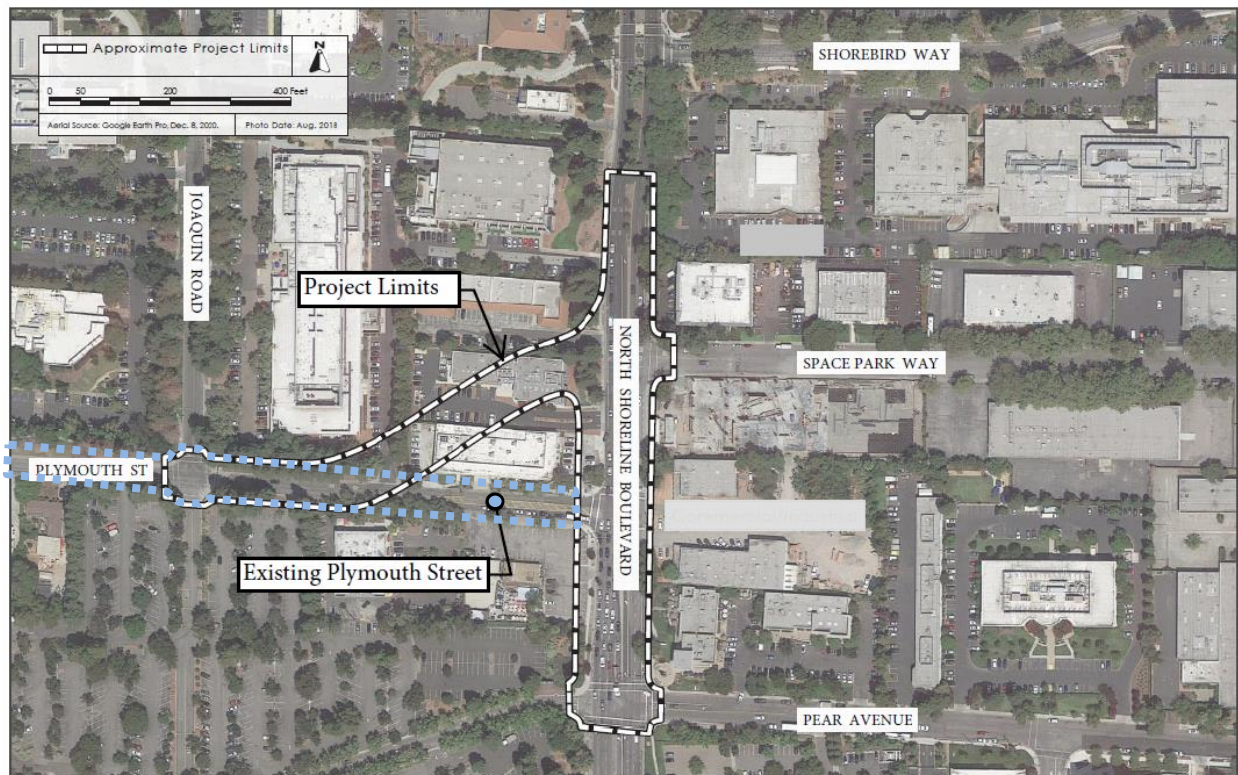 Approximate Project Limits
N
0 50 200 400 Feet
Aerial Source: Google Earth Pro, Dec. 8, 2020.
Photo Date: Aug. 2018
SHOREBIRD WAY
JOAQUIN ROAD
Project Limits
NORTH SHORELINE BOULEVARD
SPACE PARK WAY
PLYMOUTH ST
Existing Plymouth Street
PEAR AVENUE